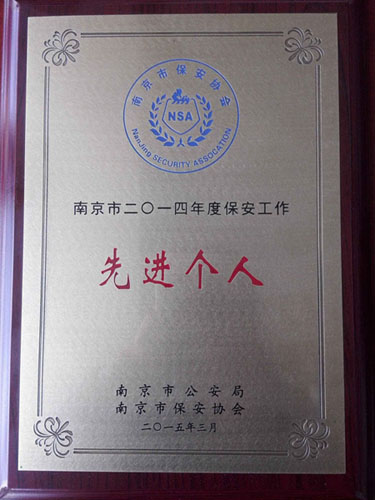 南京市保安协会
NSA
NanJing SECURITY ASSOCATION
南京市二〇一四年度保安工作
先进个人
南京市公安局
南京市保安协会
二〇一五年三月